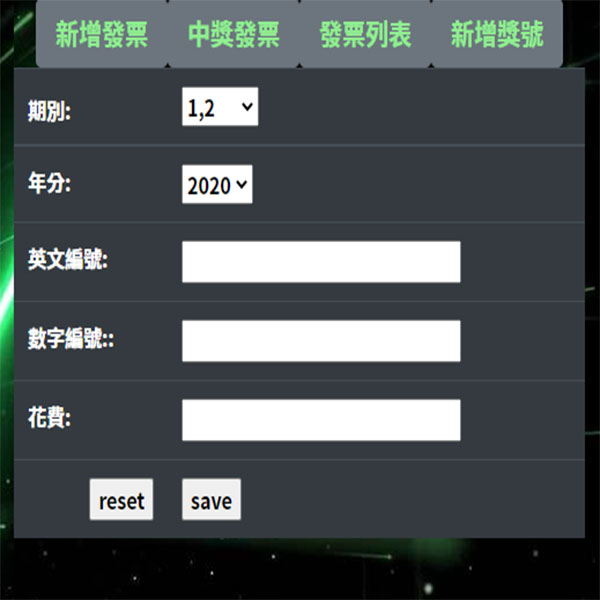 新增發票 中獎發票 發票列表 新增獎號
期別: 1,2
年分: 2020
英文編號:
數字編號::
花費:
reset save